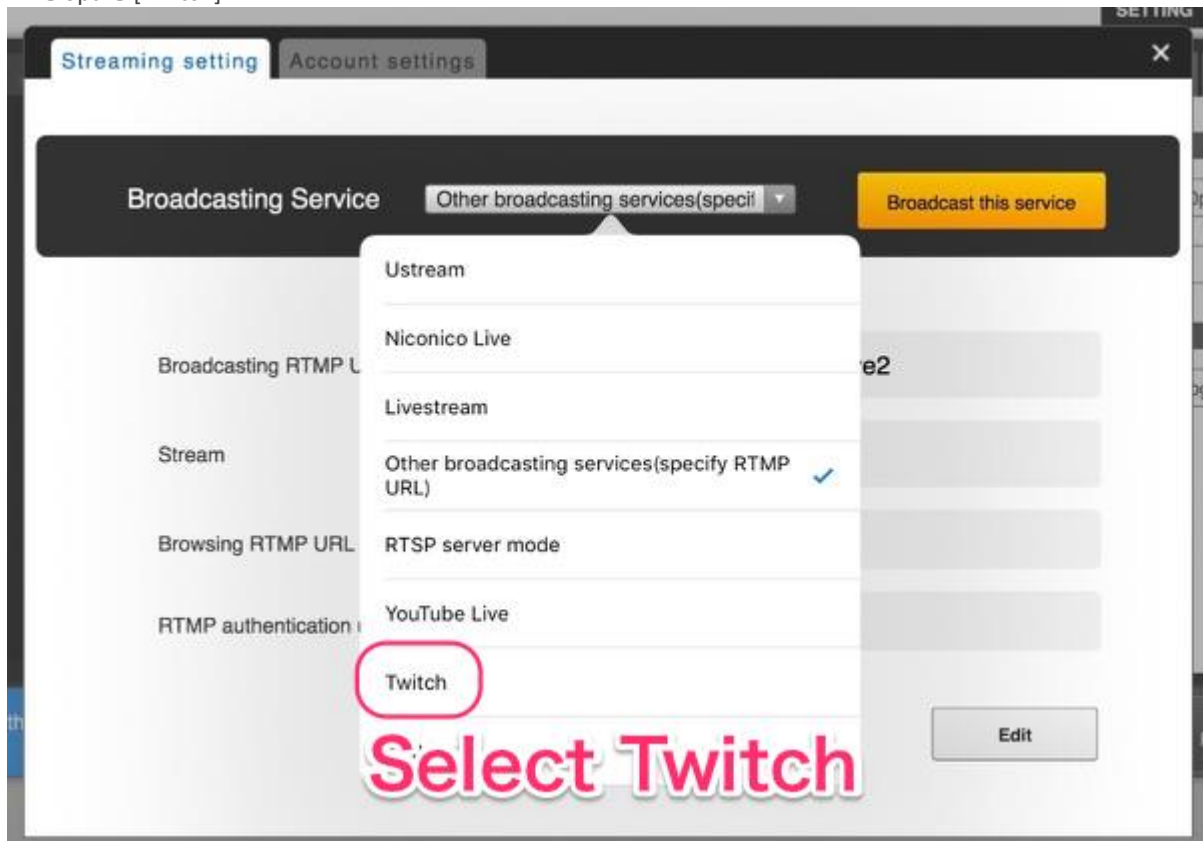 SETTING
Streaming setting
Account settings
×
Broadcasting Service
Other broadcasting services(specif
Broadcast this service
Ustream
Niconico Live
Broadcasting RTMP U
e2
Livestream
Stream
Other broadcasting services(specify RTMP
URL)
Browsing RTMP URL
RTSP server mode
RTMP authentication
YouTube Live
Twitch
Edit
Select Twitch